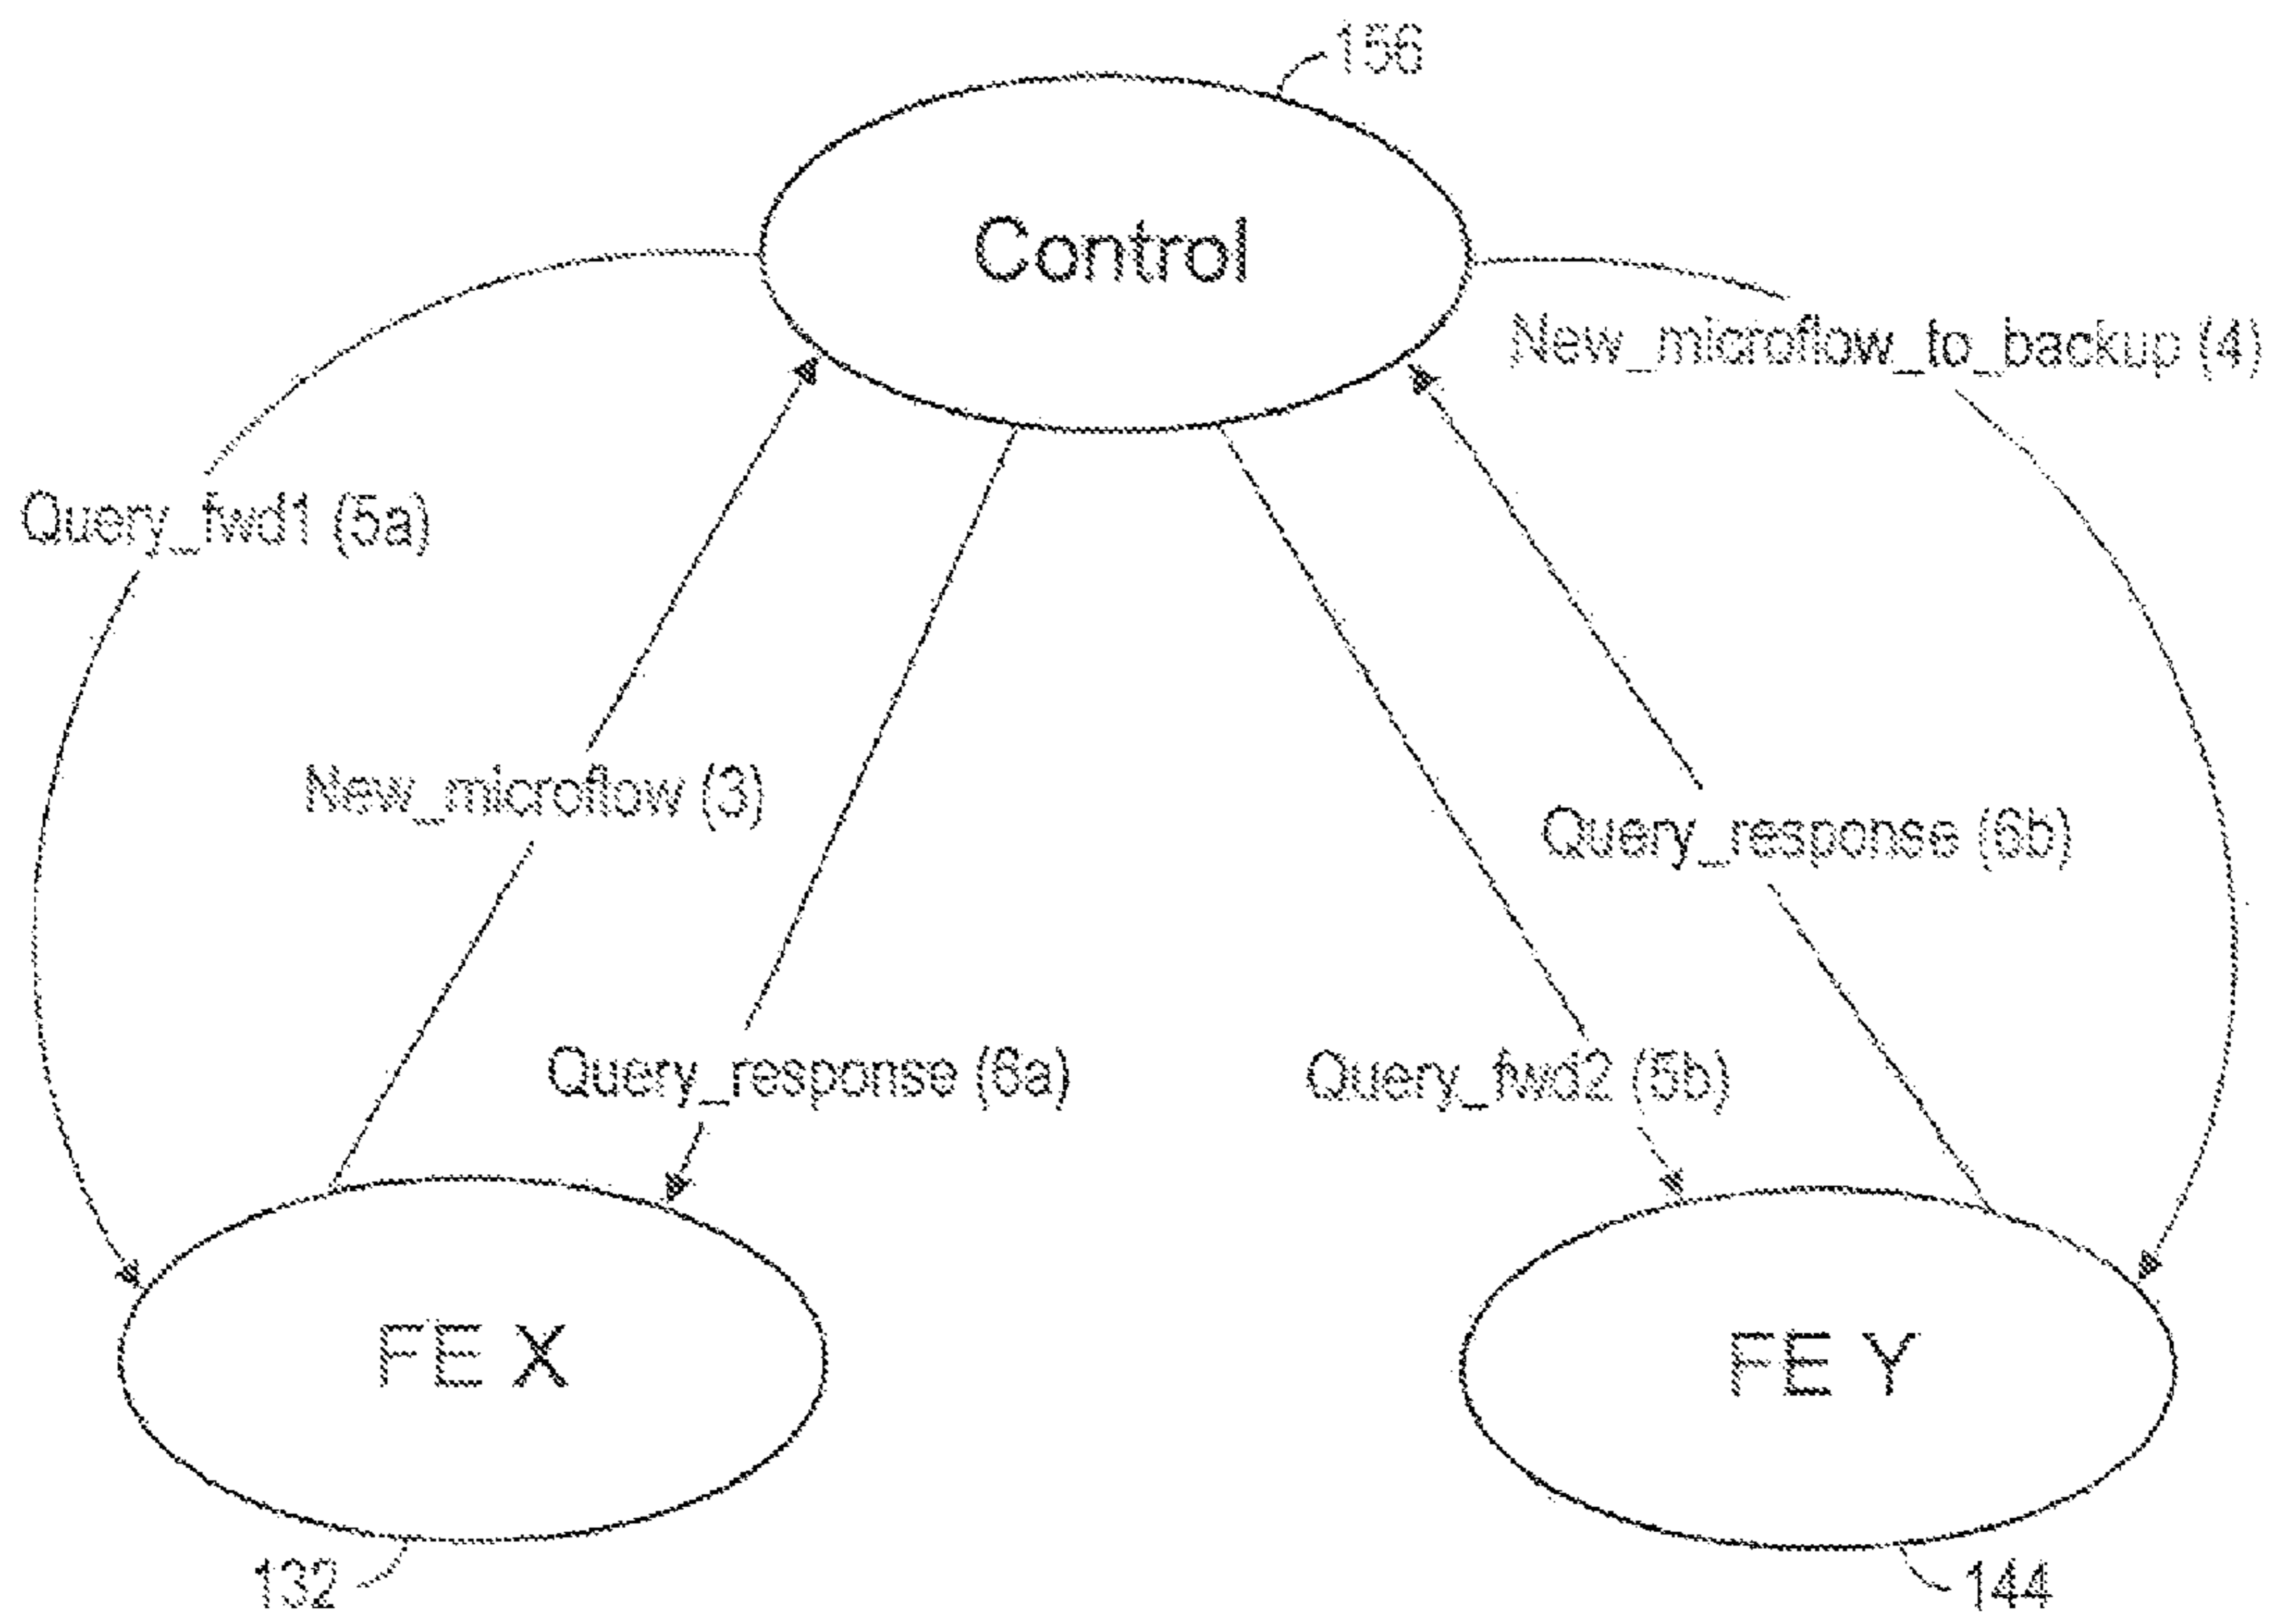 156
Control
New_microflow_to_backup (4)
Query_fwd1 (5a)
New_microflow (3)
Query_response (6b)
Query_response (6a)
Query_fwd2 (5b)
FE X
FE Y
132
144